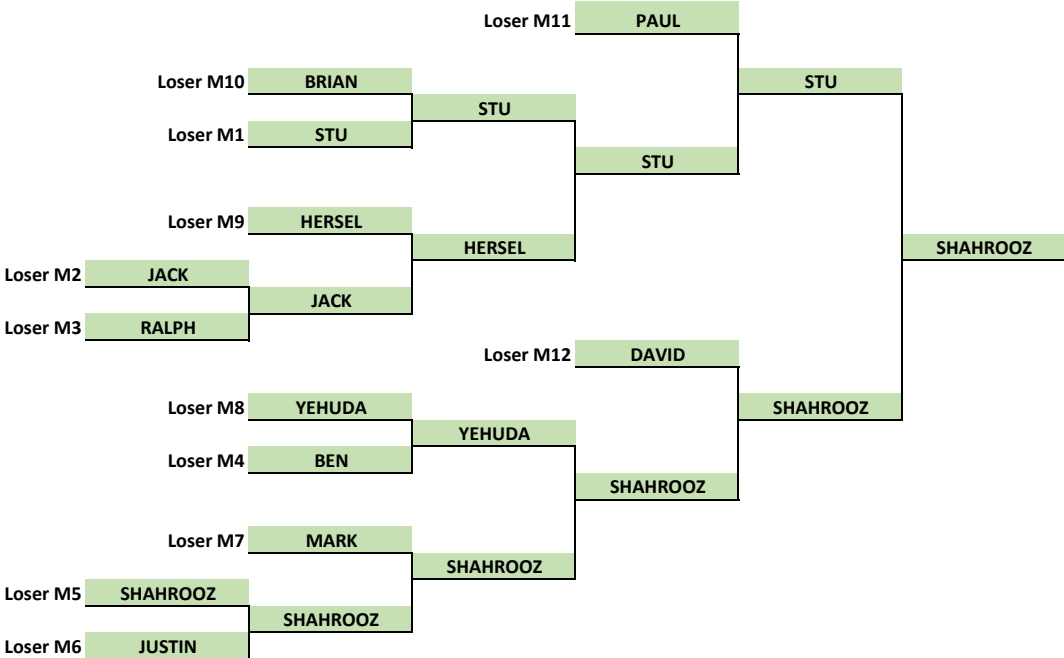 Loser M11 PAUL
Loser M10 BRIAN STU
STU
Loser M1 STU
STU
Loser M9 HERSEL
HERSEL SHAHROOZ
Loser M2 JACK
JACK
Loser M3 RALPH
Loser M12 DAVID
Loser M8 YEHUDA SHAHROOZ
YEHUDA
Loser M4 BEN
SHAHROOZ
Loser M7 MARK
SHAHROOZ
Loser M5 SHAHROOZ
SHAHROOZ
Loser M6 JUSTIN